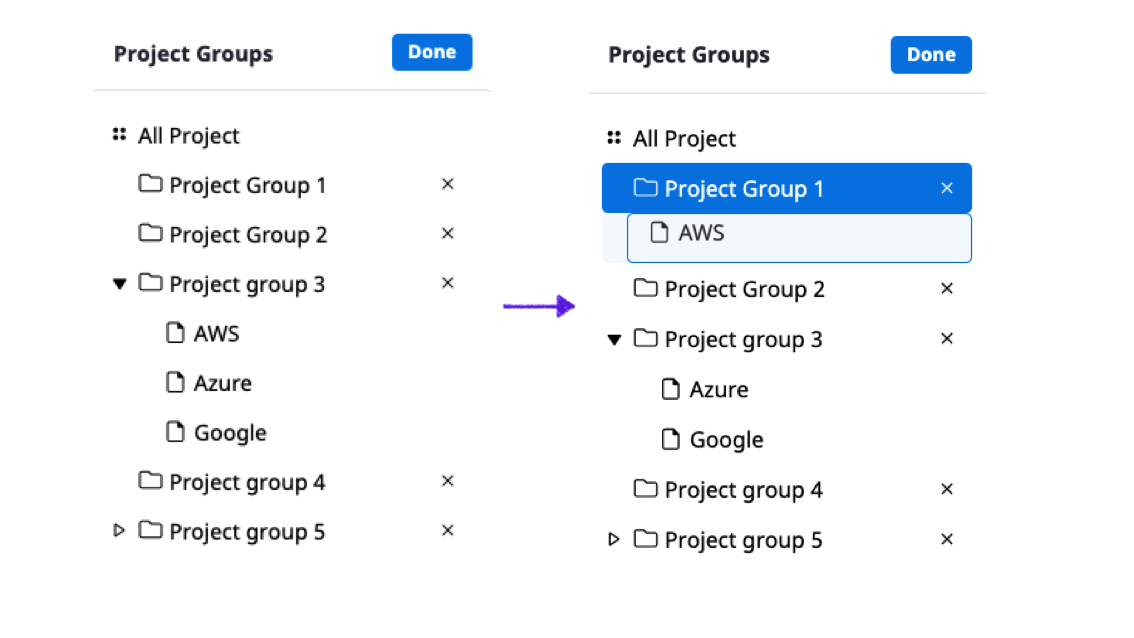 Project Groups
Done
All Project
Project Group 1
Project Group 2
Project group 3
AWS
Azure
Google
Project group 4
Project group 5
Project Groups
Done
All Project
Project Group 1
AWS
Project Group 2
Project group 3
Azure
Google
Project group 4
Project group 5